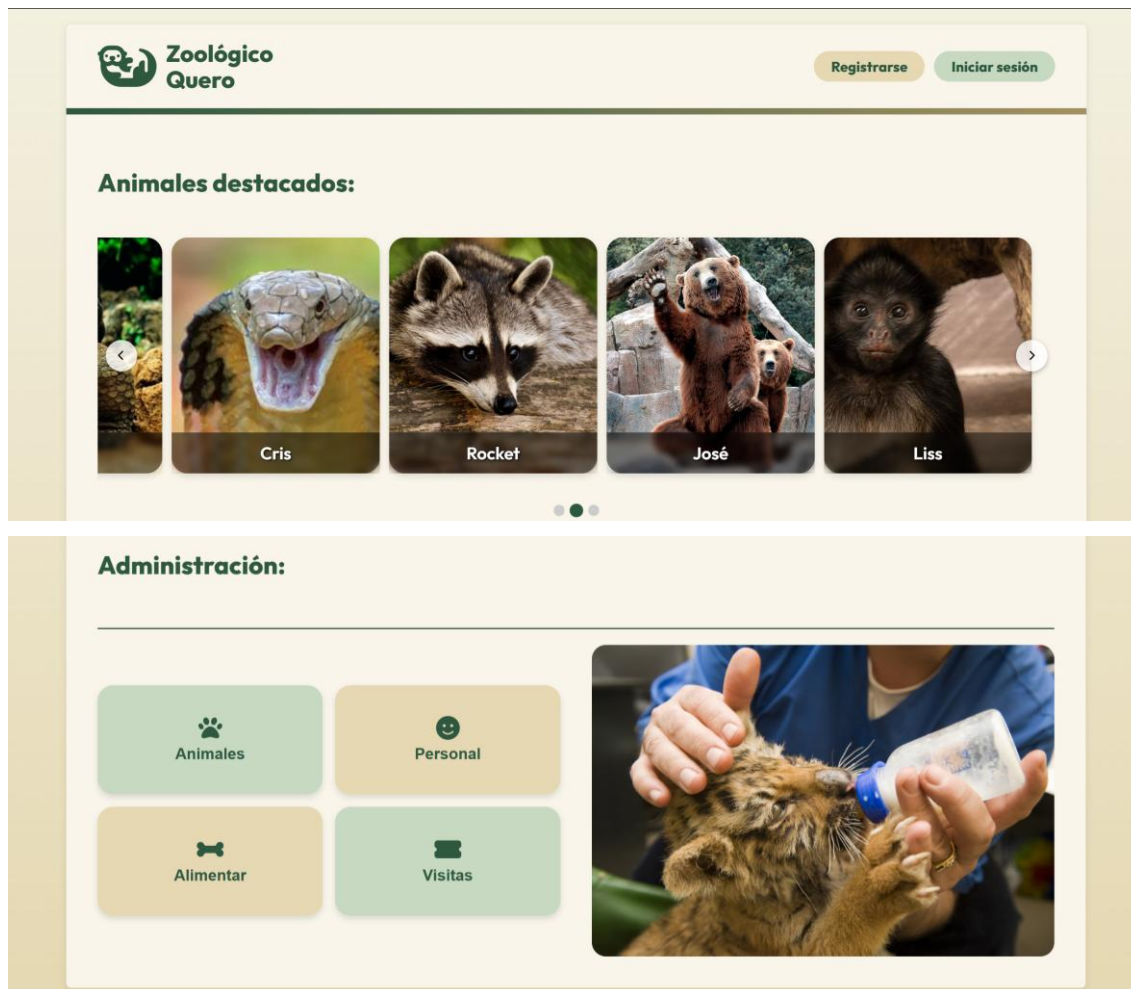 Zoológico
Quero
Registrarse
Iniciar sesión
Animales destacados:
Cris
Rocket
José
Liss
Administración:
Animales
Personal
Alimentar
Visitas